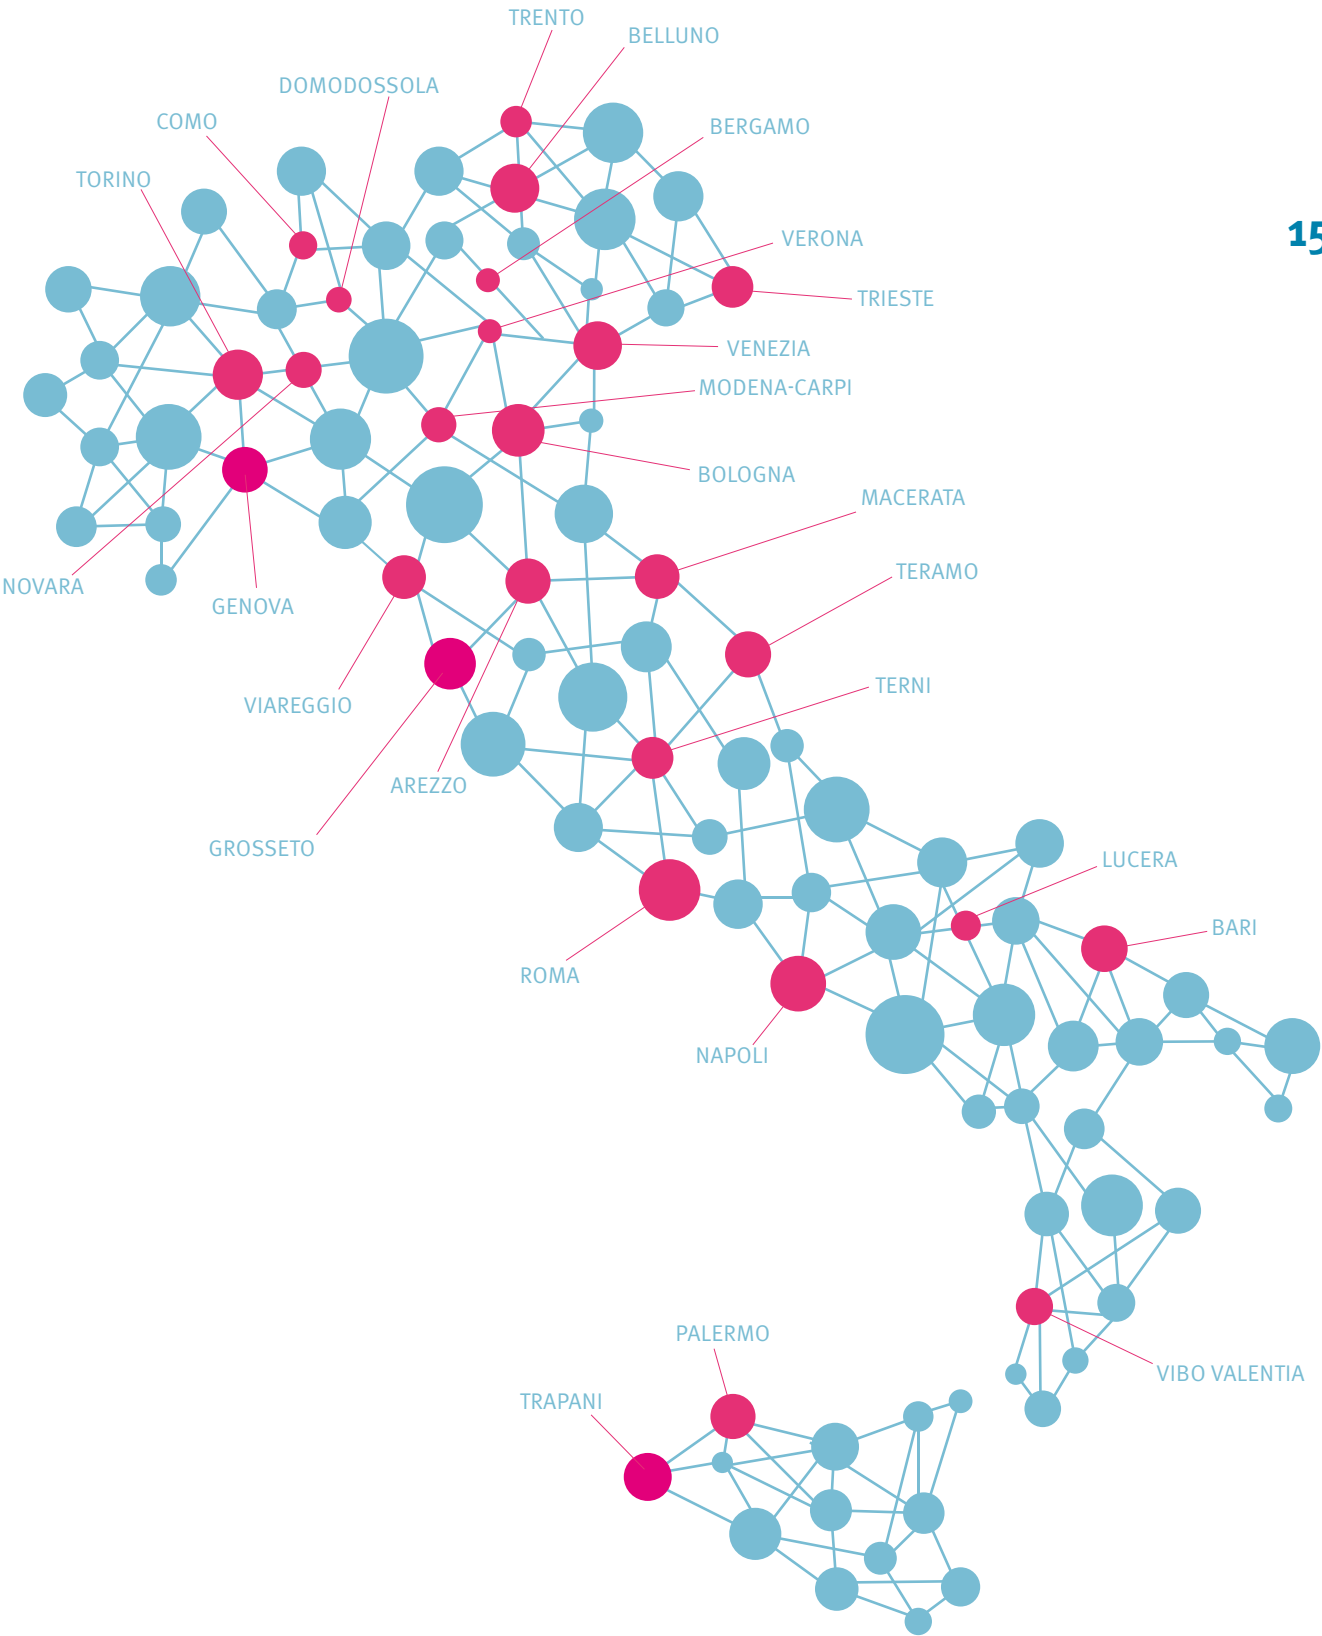 TRENTO
BELLUNO
DOMODOSSOLA
COMO
BERGAMO
TORINO
15
VERONA
TRIESTE
VENEZIA
MODENA-CARPI
BOLOGNA
MACERATA
TERAMO
NOVARA
GENOVA
TERNI
VIAREGGIO
AREZZO
GROSSETO
LUCERA
BARI
ROMA
NAPOLI
PALERMO
VIBO VALENTIA
TRAPANI